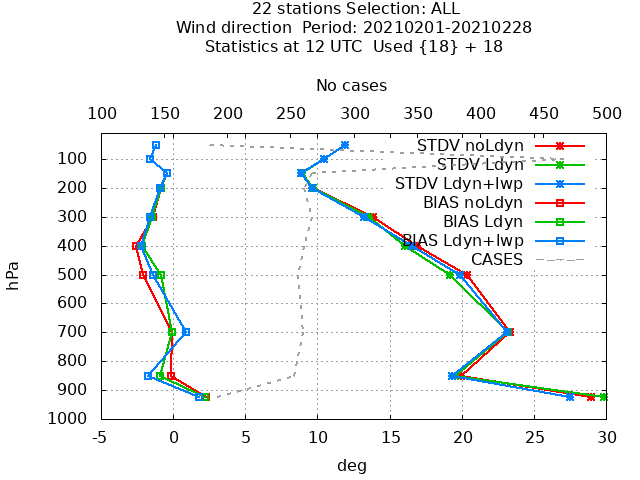 22 stations Selection: ALL
Wind direction  Period: 20210201-20210228
Statistics at 12 UTC  Used {18} + 18
No cases
100 150 200 250 300 350 400 450 500
STDV noLdyn
STDV Ldyn
STDV Ldyn+lwp
BIAS noLdyn
BIAS Ldyn
BIAS Ldyn+lwp
CASES
hPa
100
200
300
400
500
600
700
800
900
1000
-5 0 5 10 15 20 25 30
deg